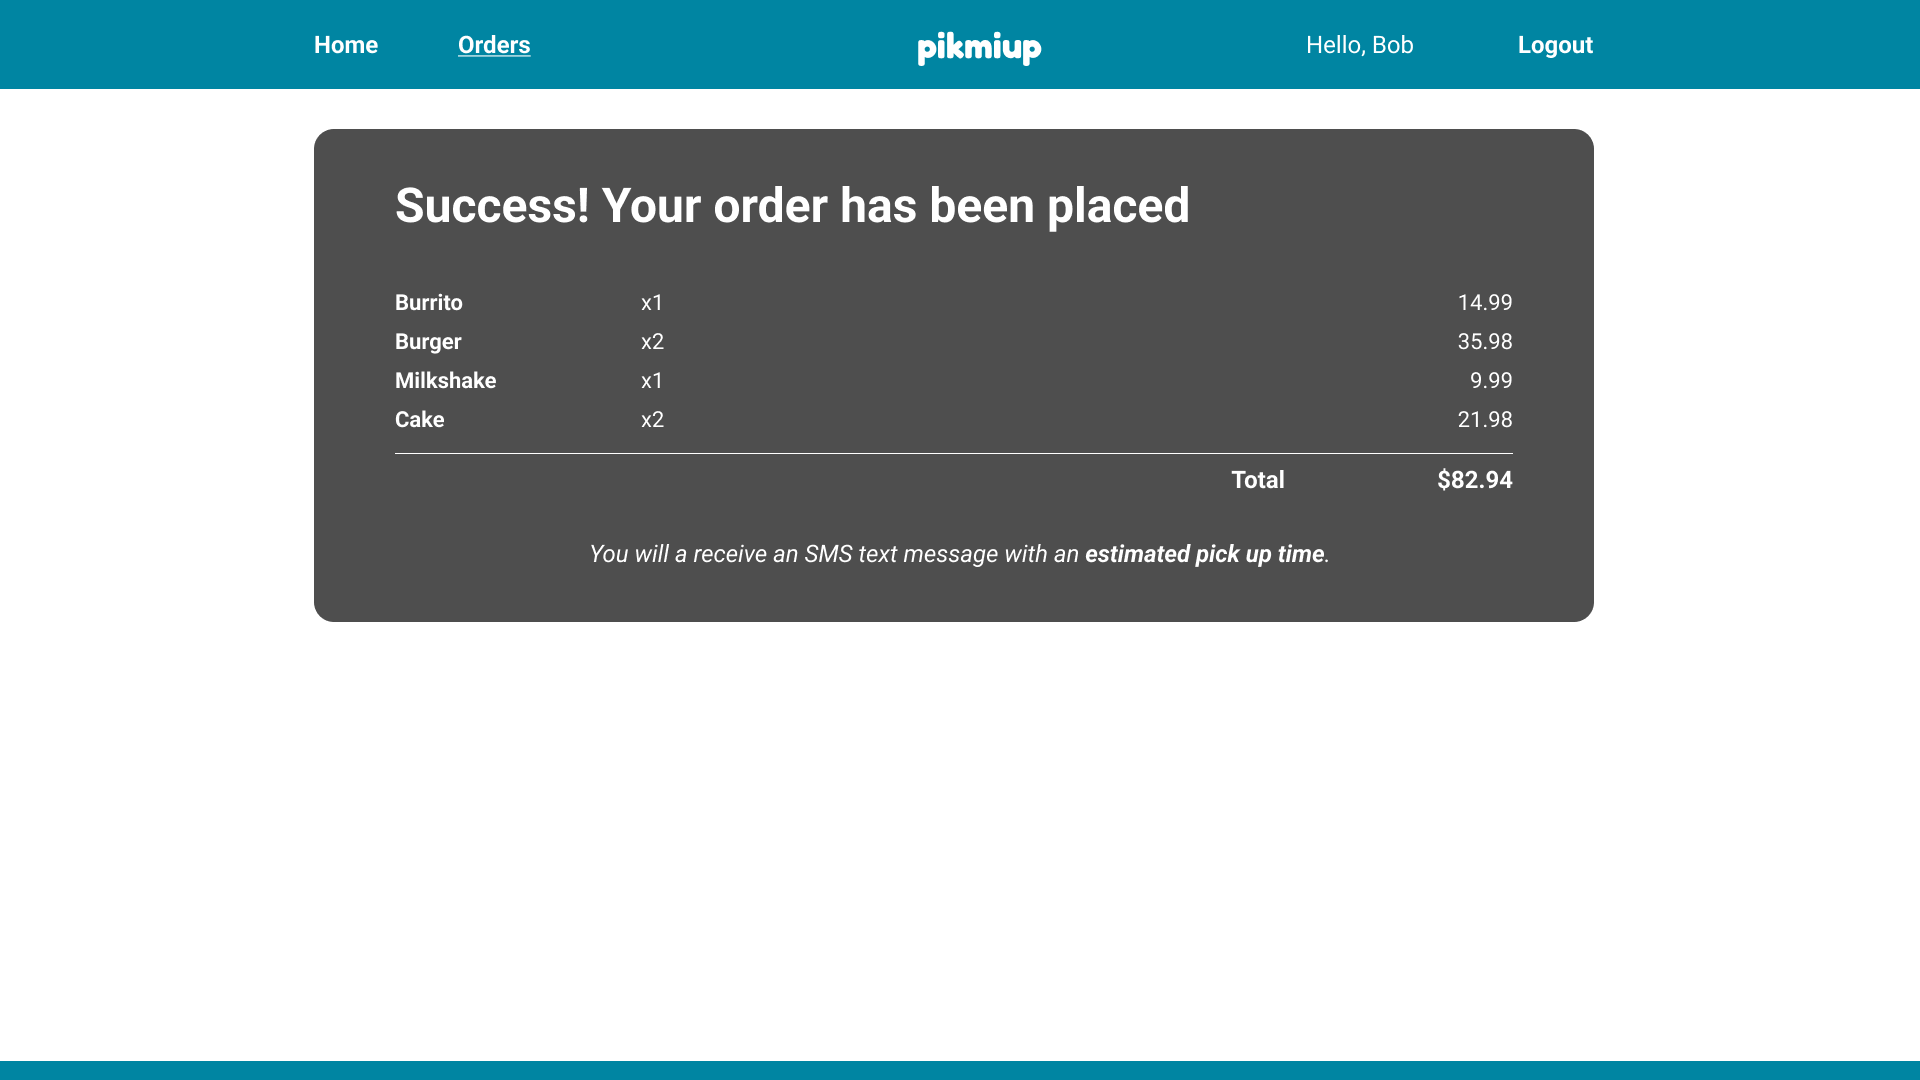 Home Orders pikmiup Hello, Bob Logout
Success! Your order has been placed
Burrito x1 14.99
Burger x2 35.98
Milkshake x1 9.99
Cake x2 21.98
Total $82.94
You will a receive an SMS text message with an estimated pick up time.